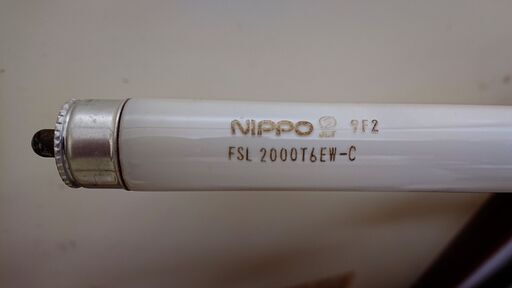 NIPPO 9F2
FSL 2000T6EW-C